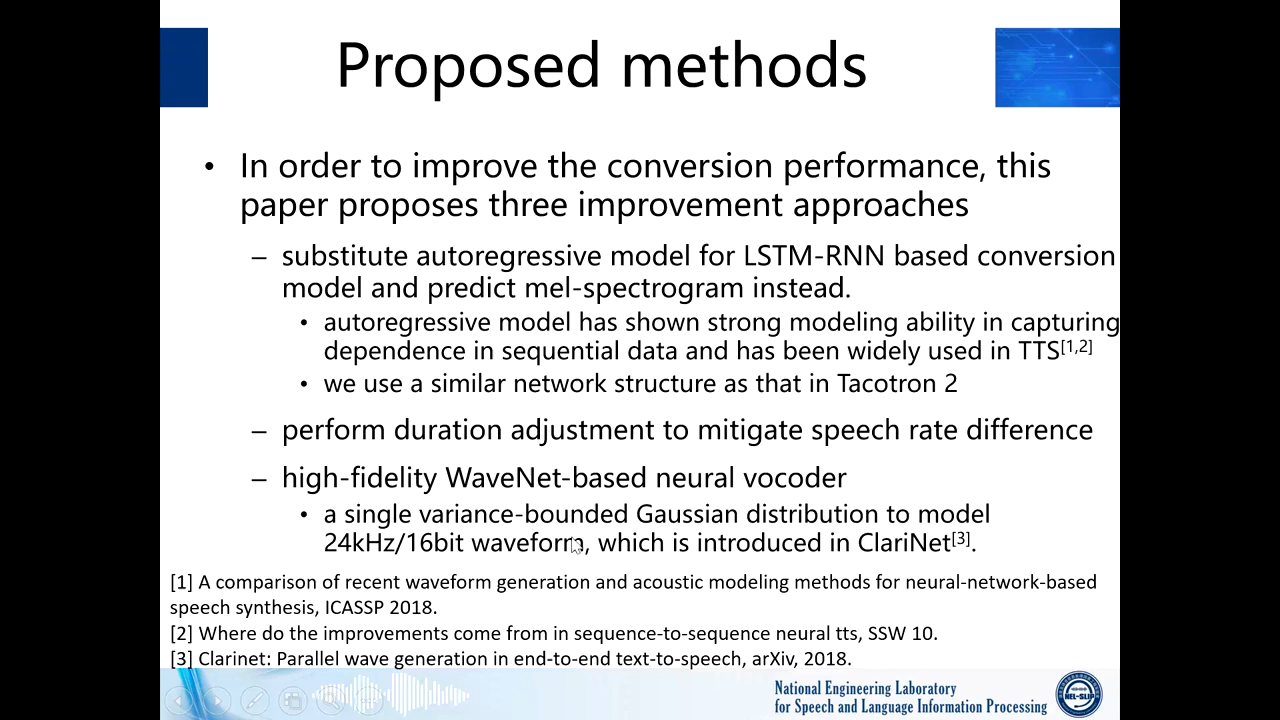 Proposed methods
• In order to improve the conversion performance, this
paper proposes three improvement approaches
– substitute autoregressive model for LSTM-RNN based conversion
model and predict mel-spectrogram instead.
• autoregressive model has shown strong modeling ability in capturing
dependence in sequential data and has been widely used in TTS[1,2]
• we use a similar network structure as that in Tacotron 2
– perform duration adjustment to mitigate speech rate difference
– high-fidelity WaveNet-based neural vocoder
• a single variance-bounded Gaussian distribution to model
24kHz/16bit waveform, which is introduced in ClariNet[3].
[1] A comparison of recent waveform generation and acoustic modeling methods for neural-network-based
speech synthesis, ICASSP 2018.
[2] Where do the improvements come from in sequence-to-sequence neural tts, SSW 10.
[3] Clarinet: Parallel wave generation in end-to-end text-to-speech, arXiv, 2018.
National Engineering Laboratory
for Speech and Language Information Processing
NEL-SLIP